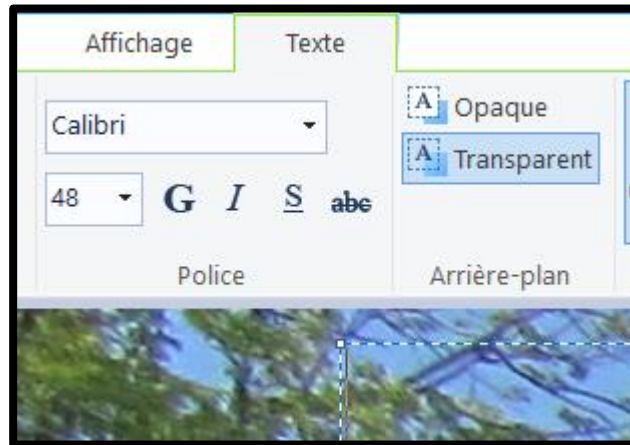 Affichage Texte
Calibri
A Opaque
A Transparent
48 G I S abc
Police Arrière-plan